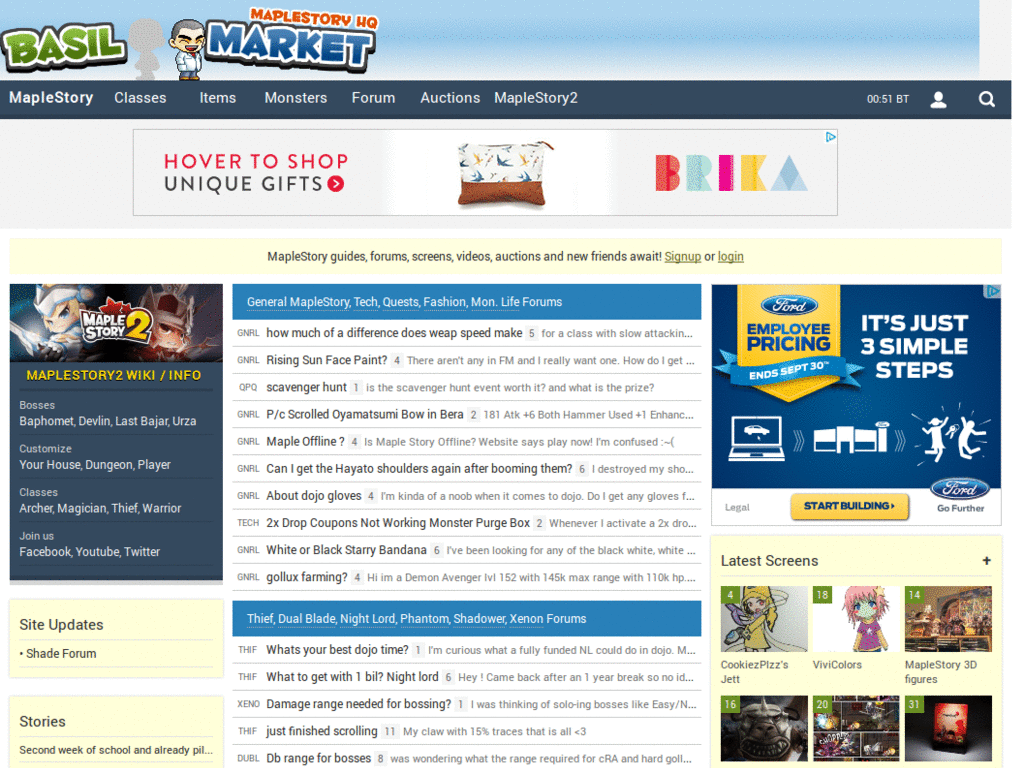 MAPLESTORY HQ
BASIL MARKET
MapleStory Classes Items Monsters Forum Auctions MapleStory2 00:51 BT
HOVER TO SHOP
UNIQUE GIFTS
BRIKA
MapleStory guides, forums, screens, videos, auctions and new friends await! Signup or login
MAPLE STORY 2
MAPLESTORY2 WIKI / INFO
Bosses
Baphomet, Devlin, Last Bajar, Urza
Customize
Your House, Dungeon, Player
Classes
Archer, Magician, Thief, Warrior
Join us
Facebook, Youtube, Twitter
Site Updates
• Shade Forum
Stories
Second week of school and already pil...
General MapleStory, Tech, Quests, Fashion, Mon. Life Forums
GNRL how much of a difference does weap speed make 5 for a class with slow attackin...
GNRL Rising Sun Face Paint? 4 There aren't any in FM and I really want one. How do I get ...
QPQ scavenger hunt 1 is the scavenger hunt event worth it? and what is the prize?
GNRL P/c Scrolled Oyamatsumi Bow in Bera 2 181 Atk +6 Both Hammer Used +1 Enhanc...
GNRL Maple Offline ? 4 Is Maple Story Offline? Website says play now! I'm confused :~(
GNRL Can I get the Hayato shoulders again after booming them? 6 I destroyed my sho...
GNRL About dojo gloves 4 I'm kinda of a noob when it comes to dojo. Do I get any gloves f...
TECH 2x Drop Coupons Not Working Monster Purge Box 2 Whenever I activate a 2x dro...
GNRL White or Black Starry Bandana 6 I've been looking for any of the black white, white ...
GNRL gollux farming? 4 Hi im a Demon Avenger lvl 152 with 145k max range with 110k hp....
Thief, Dual Blade, Night Lord, Phantom, Shadower, Xenon Forums
THIF Whats your best dojo time? 1 I'm curious what a fully funded NL could do in dojo. M...
THIF What to get with 1 bil? Night lord 6 Hey ! Came back after an 1 year break so no id...
XENO Damage range needed for bossing? 1 I was thinking of solo-ing bosses like Easy/N...
THIF just finished scrolling 11 My claw with 15% traces that is all <3
DUBL Db range for bosses 8 was wondering what the range required for cRA and hard goll...
Ford
EMPLOYEE
PRICING
ENDS SEPT 30TH
IT'S JUST
3 SIMPLE
STEPS
Legal
START BUILDING
Ford
Go Further
Latest Screens +
4 18 14
CookiezPlzz's Jett
ViviColors
MapleStory 3D figures
16 20 31